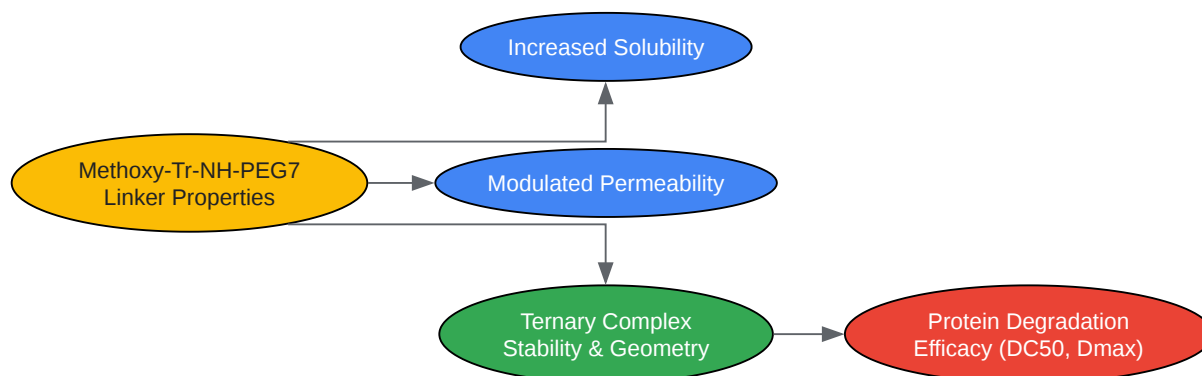 Increased Solubility
Methoxy-Tr-NH-PEG7
Linker Properties
Modulated Permeability
Ternary Complex
Stability & Geometry
Protein Degradation
Efficacy (DC50, Dmax)